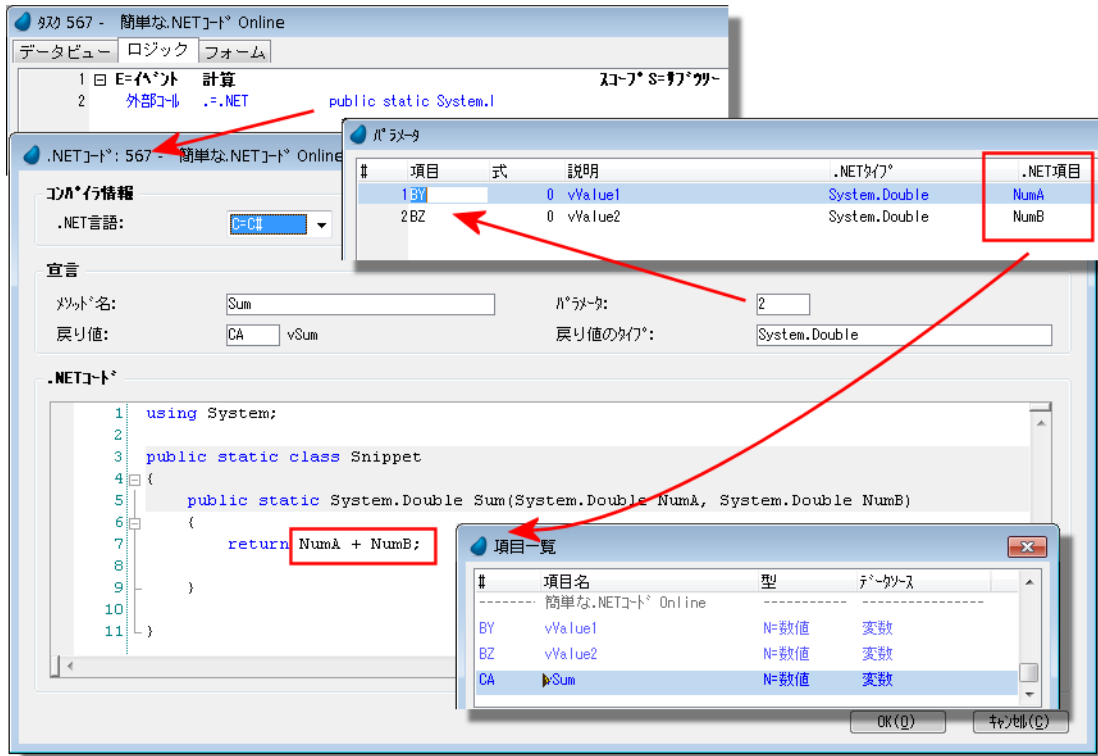 ﾀｽｸ 567 -   簡単な.NETｺｰﾄﾞ Online
データビュー ロジック フォーム
1 E=ｲﾍﾞﾝﾄ 計算 ｽｺｰﾌﾟ S=ｻﾌﾞﾂﾘｰ
2 外部ｺｰﾙ .=.NET public static System.I
ﾊﾟﾗﾒｰﾀ
# 項目 式 説明 .NETﾀｲﾌﾟ .NET項目
1 BY 0 vValue1 System.Double NumA
2 BZ 0 vValue2 System.Double NumB
.NETｺｰﾄﾞ: 567 -   簡単な.NETｺｰﾄﾞ Online
ｺﾝﾊﾟｲﾗ情報
.NET言語: C=C#
宣言
ﾒｿｯﾄﾞ名: Sum ﾊﾟﾗﾒｰﾀ: 2
戻り値: CA vSum 戻り値のﾀｲﾌﾟ: System.Double
.NETｺｰﾄﾞ
1 using System;
2
3 public static class Snippet
4 {
5 public static System.Double Sum(System.Double NumA, System.Double NumB)
6 {
7 return NumA + NumB;
8
9 }
10
11 }
項目一覧
# 項目名 型 ﾃﾞｰﾀｿｰｽ
-------- 簡単な.NETｺｰﾄﾞ Online ----------- ----------------
BY vValue1 N=数値 変数
BZ vValue2 N=数値 変数
CA vSum N=数値 変数
OK(O) ｷｬﾝｾﾙ(C)